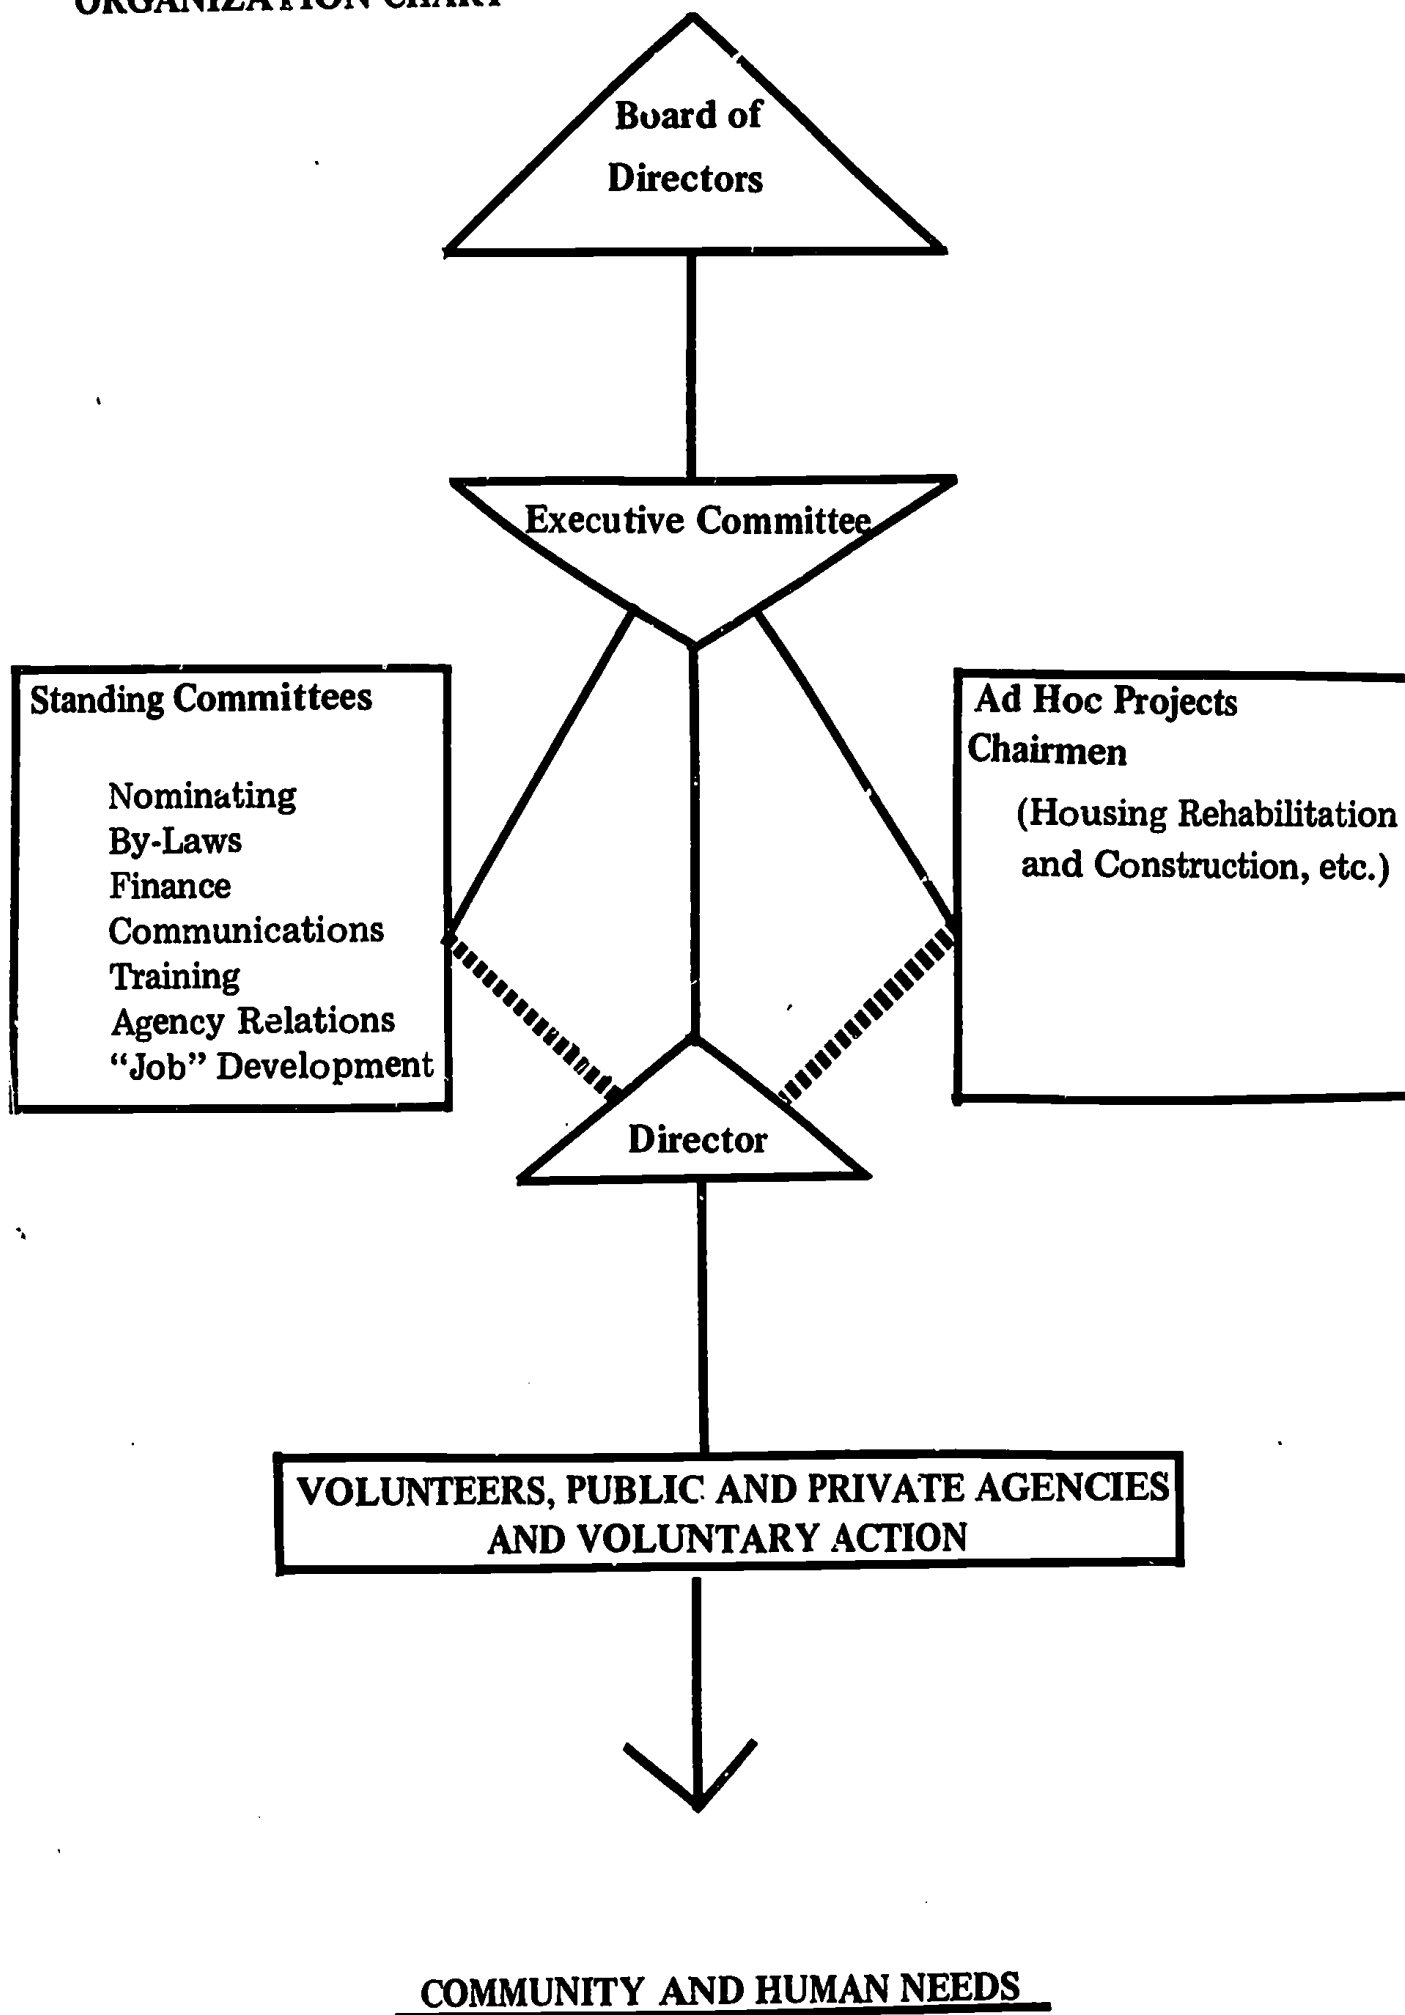 ORGANIZATION CHART
Board of
Directors
Executive Committee
Standing Committees
Nominating
By-Laws
Finance
Communications
Training
Agency Relations
“Job” Development
Ad Hoc Projects
Chairmen
(Housing Rehabilitation
and Construction, etc.)
Director
VOLUNTEERS, PUBLIC AND PRIVATE AGENCIES
AND VOLUNTARY ACTION
COMMUNITY AND HUMAN NEEDS